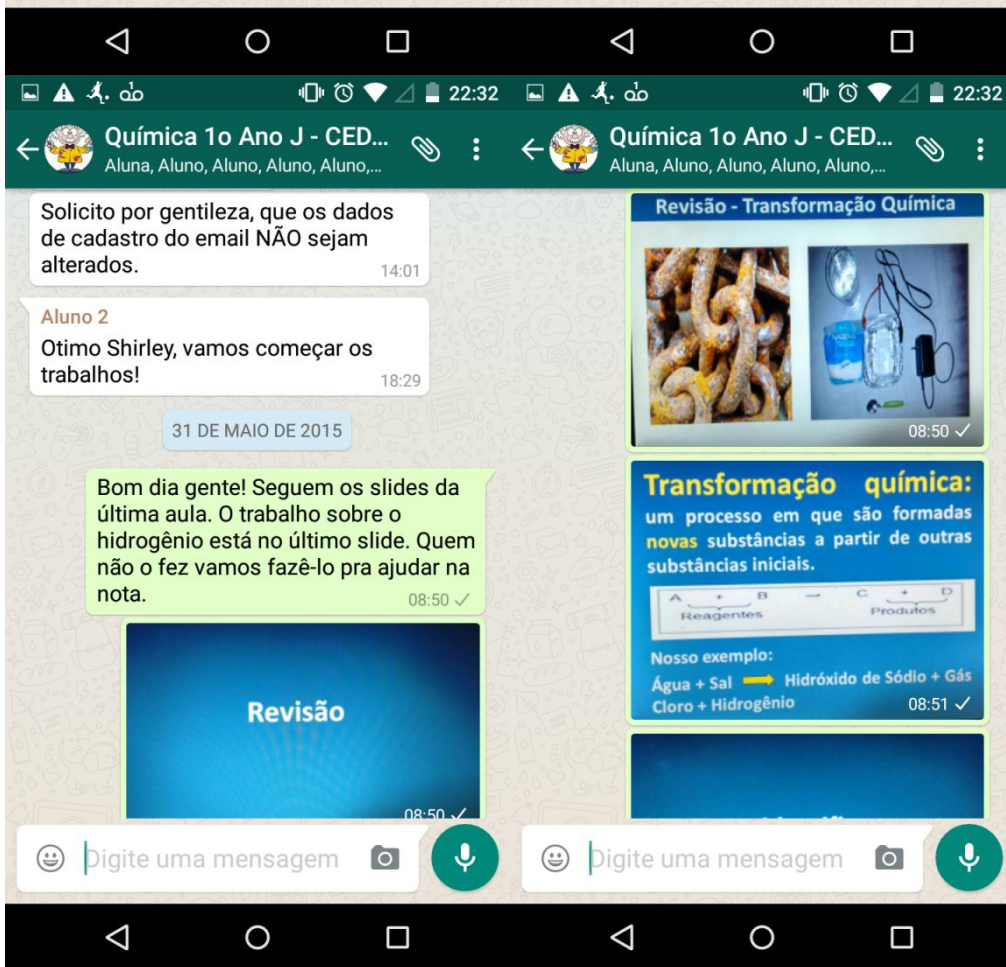 22:32
Química 1o Ano J - CED...
Aluna, Aluno, Aluno, Aluno, Aluno,...
Solicito por gentileza, que os dados
de cadastro do email NÃO sejam
alterados.
14:01
Aluno 2
Otimo Shirley, vamos começar os
trabalhos!
18:29
31 DE MAIO DE 2015
Bom dia gente! Seguem os slides da
última aula. O trabalho sobre o
hidrogênio está no último slide. Quem
não o fez vamos fazê-lo pra ajudar na
nota.
08:50
Revisão
08:50
Digite uma mensagem
22:32
Química 1o Ano J - CED...
Aluna, Aluno, Aluno, Aluno, Aluno,...
Revisão - Transformação Química
08:50
Transformação química:
um processo em que são formadas
novas substâncias a partir de outras
substâncias iniciais.
A + B → C + D
Reagentes Produtos
Nosso exemplo:
Água + Sal Hidróxido de Sódio + Gás
Cloro + Hidrogênio
08:51
Digite uma mensagem